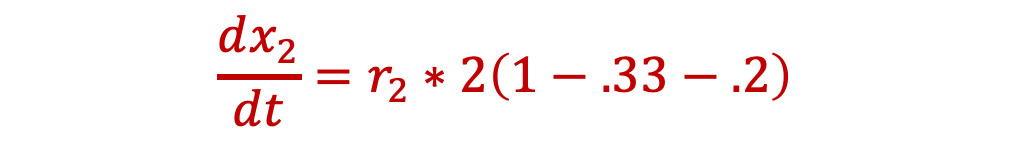 dx₂/dt = r₂ * 2(1 − .33 − .2)